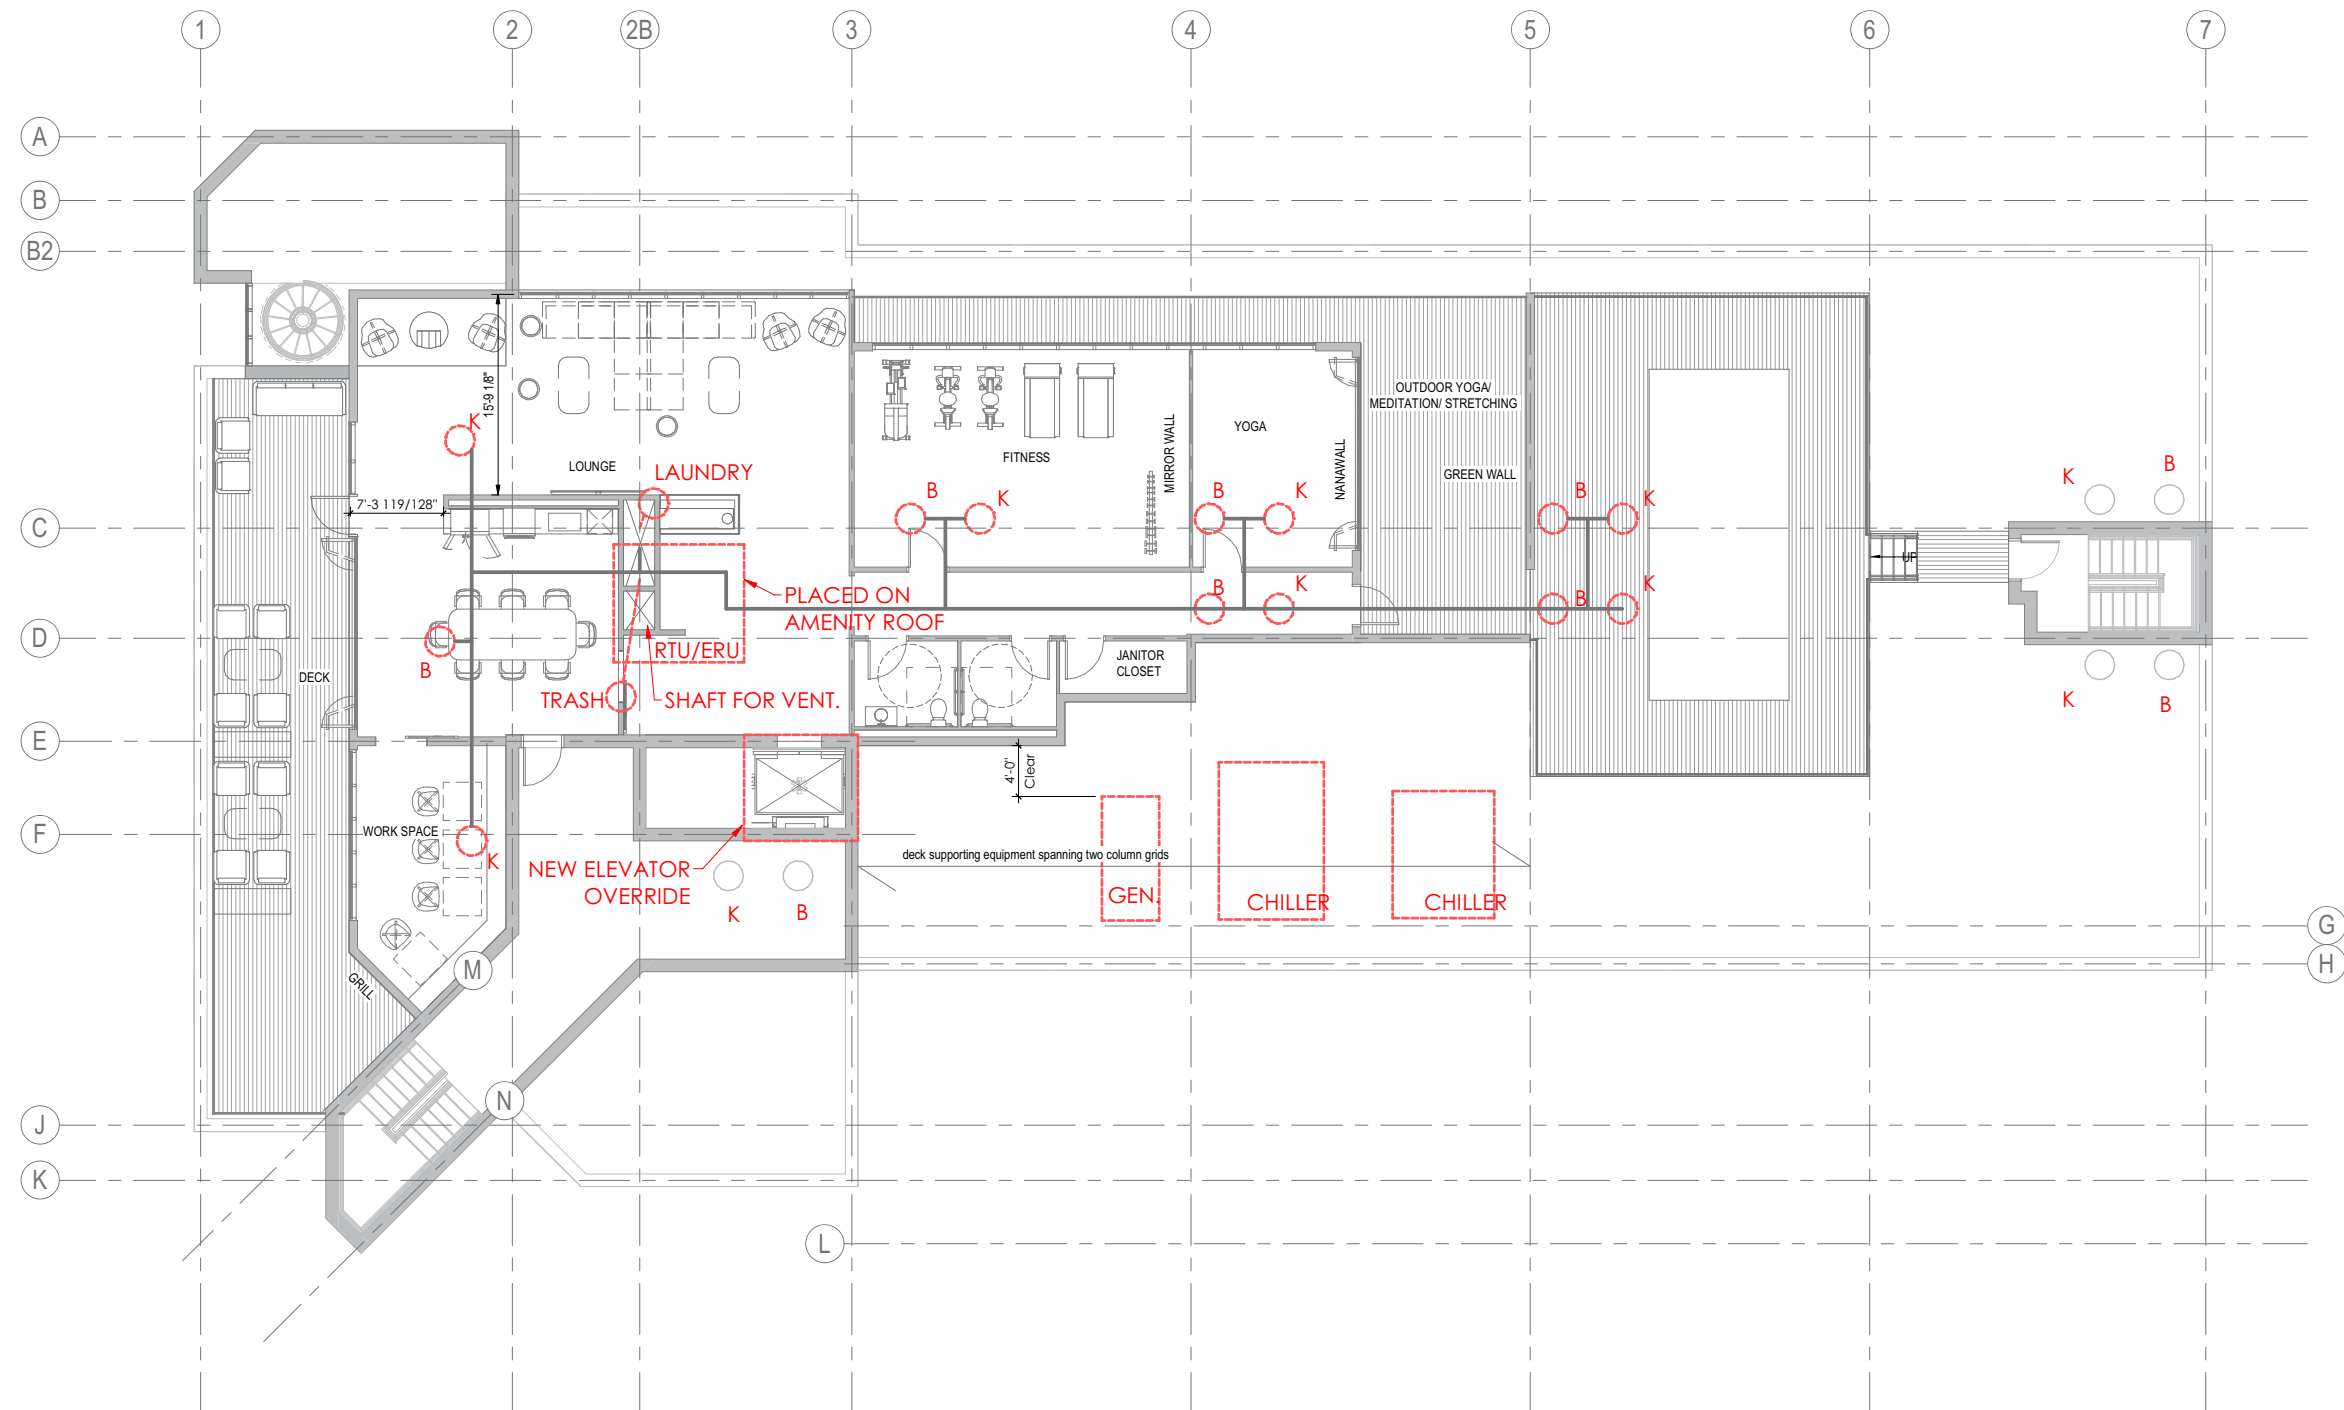 1
2
2B
3
4
5
6
7
A
B
B2
15'-9 1/8"
OUTDOOR YOGA/
MEDITATION/ STRETCHING
K
YOGA
MIRROR WALL
FITNESS
NANAWALL
LOUNGE
LAUNDRY
GREEN WALL
K
B
7'-3 119/128"
B
K
B
K
B
K
C
UP
PLACED ON
AMENITY ROOF
B
K
B
K
D
RTU/ERU
JANITOR
CLOSET
B
DECK
TRASH
SHAFT FOR VENT.
K
B
E
4'-0"
Clear
F
WORK SPACE
K
NEW ELEVATOR
OVERRIDE
deck supporting equipment spanning two column grids
K
B
GEN.
CHILLER
CHILLER
G
M
H
GRILL
N
J
K
L